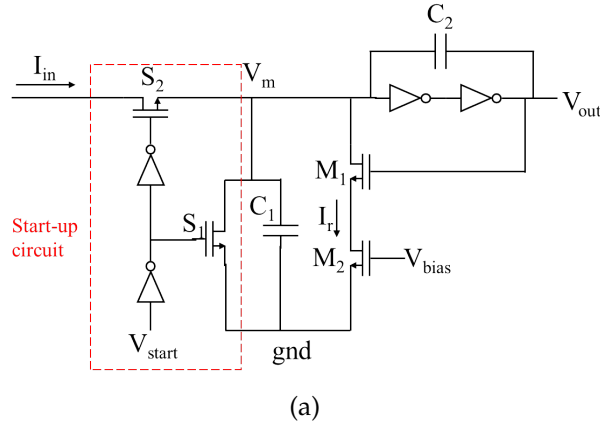 C2
Iin
S2
Vm
Vout
M1
S1
C1
Ir
Start-up
circuit
M2
Vbias
Vstart
gnd
(a)